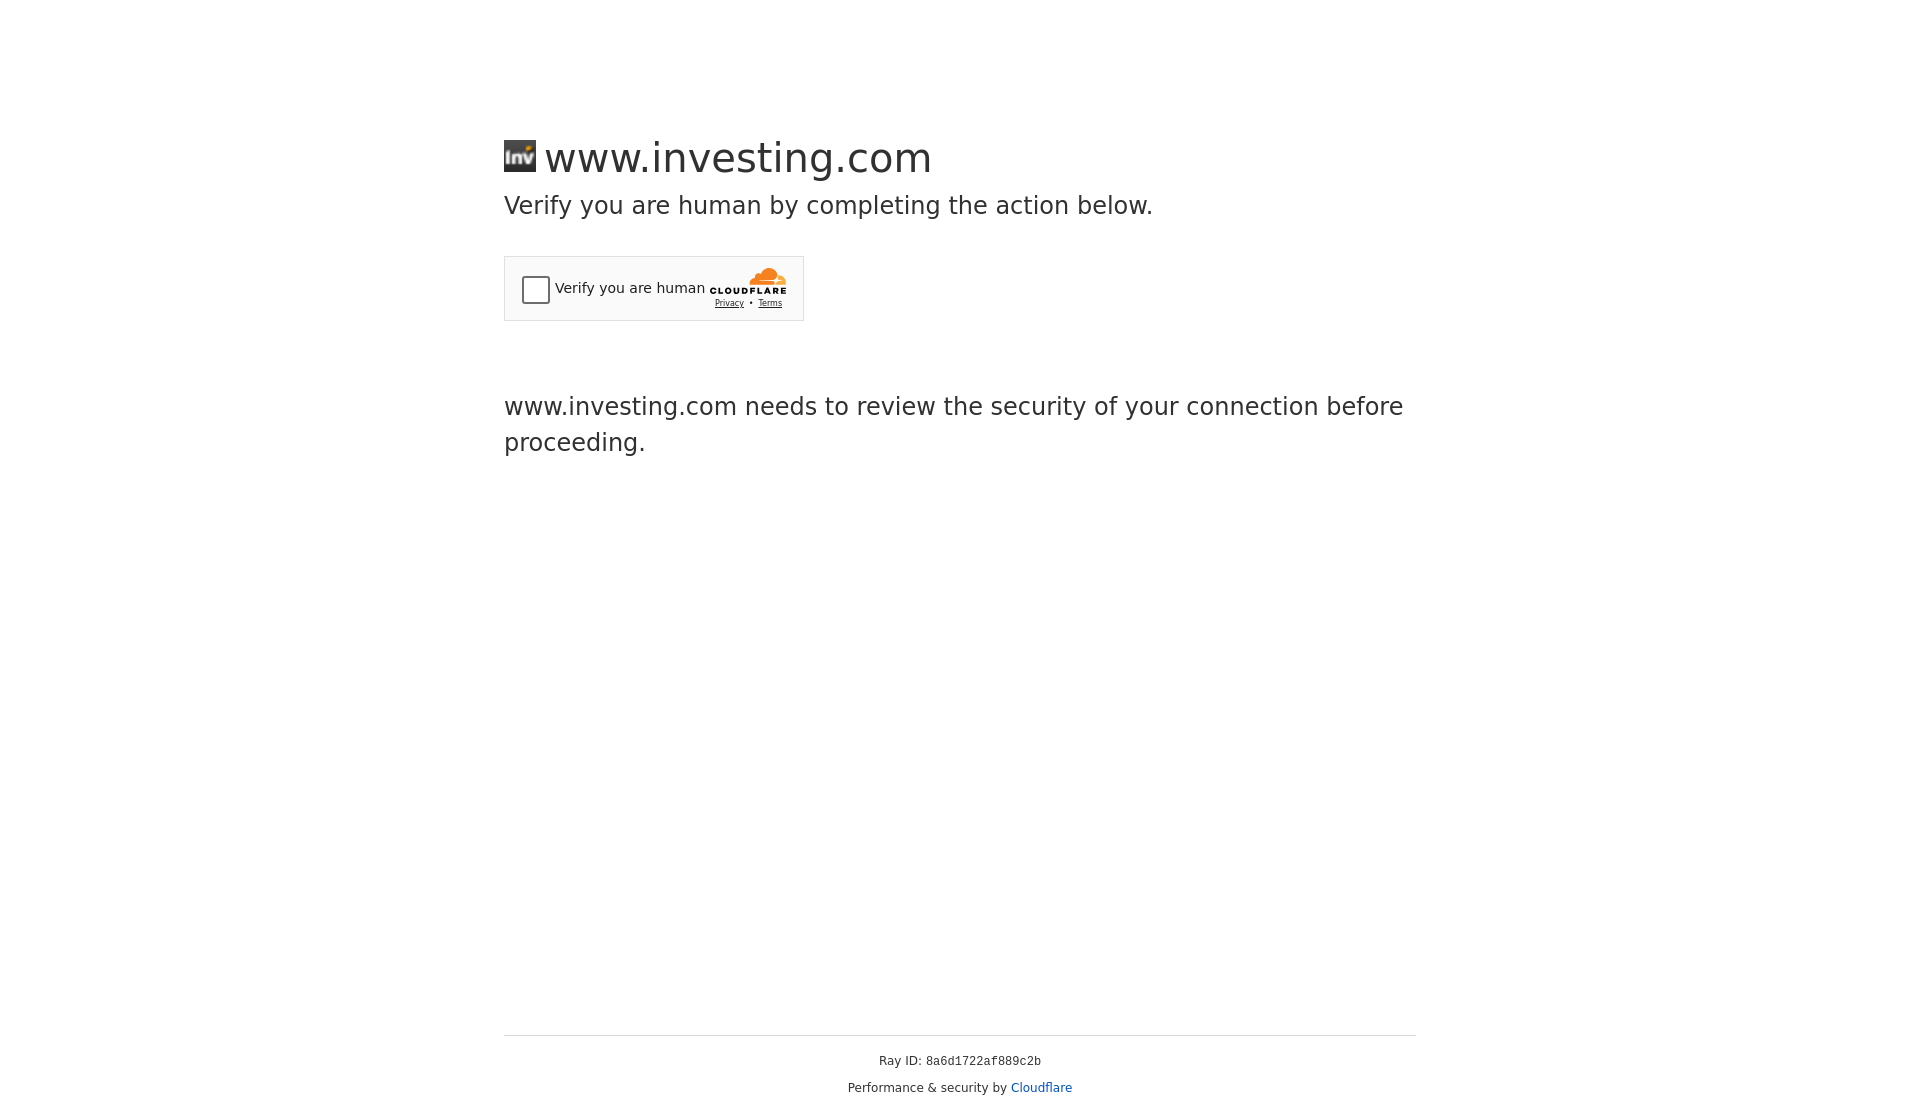 Inv www.investing.com
Verify you are human by completing the action below.
Verify you are human
CLOUDFLARE
Privacy • Terms
www.investing.com needs to review the security of your connection before
proceeding.
Ray ID: 8a6d1722af889c2b
Performance & security by Cloudflare